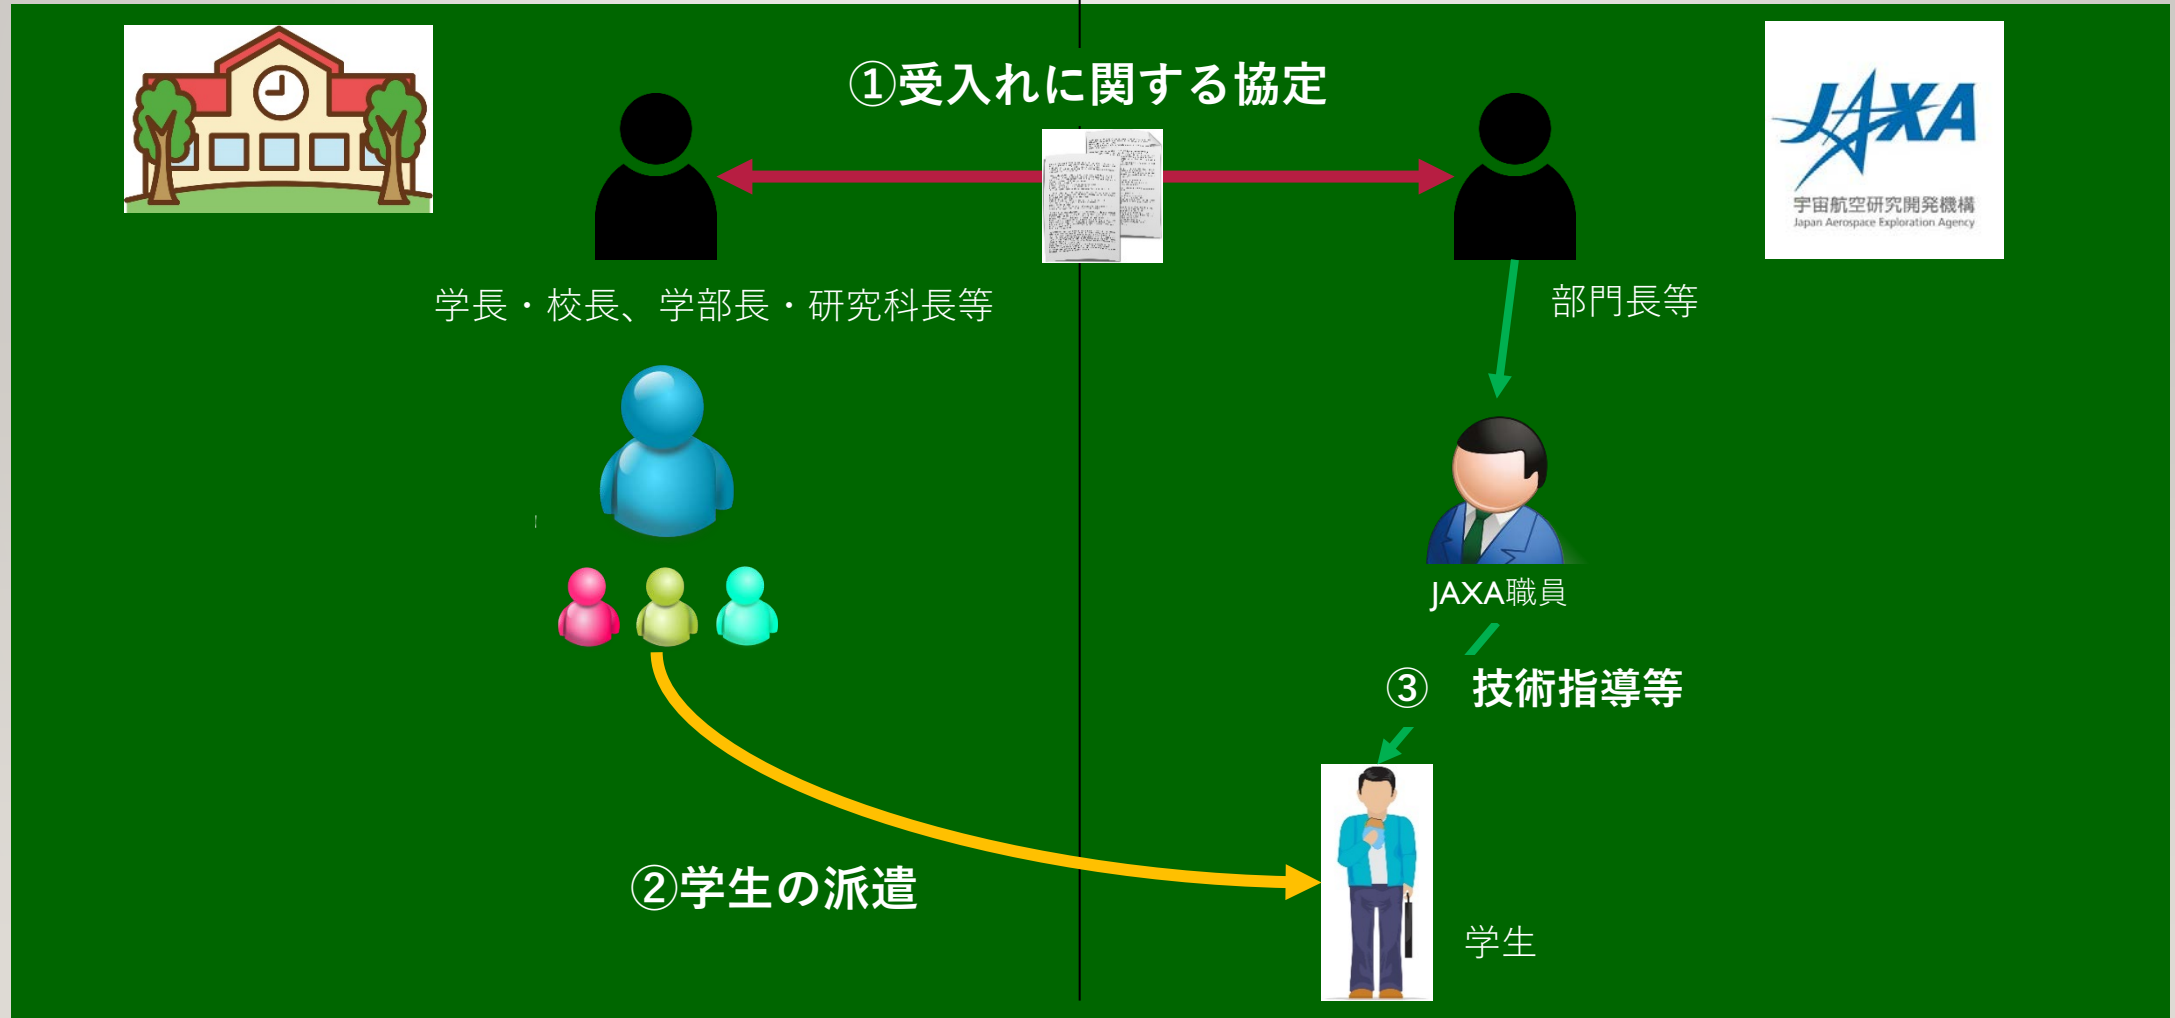 ①受入れに関する協定
JAXA
宇宙航空研究開発機構
Japan Aerospace Exploration Agency
学長・校長、学部長・研究科長等
部門長等
JAXA職員
③　技術指導等
②学生の派遣
学生